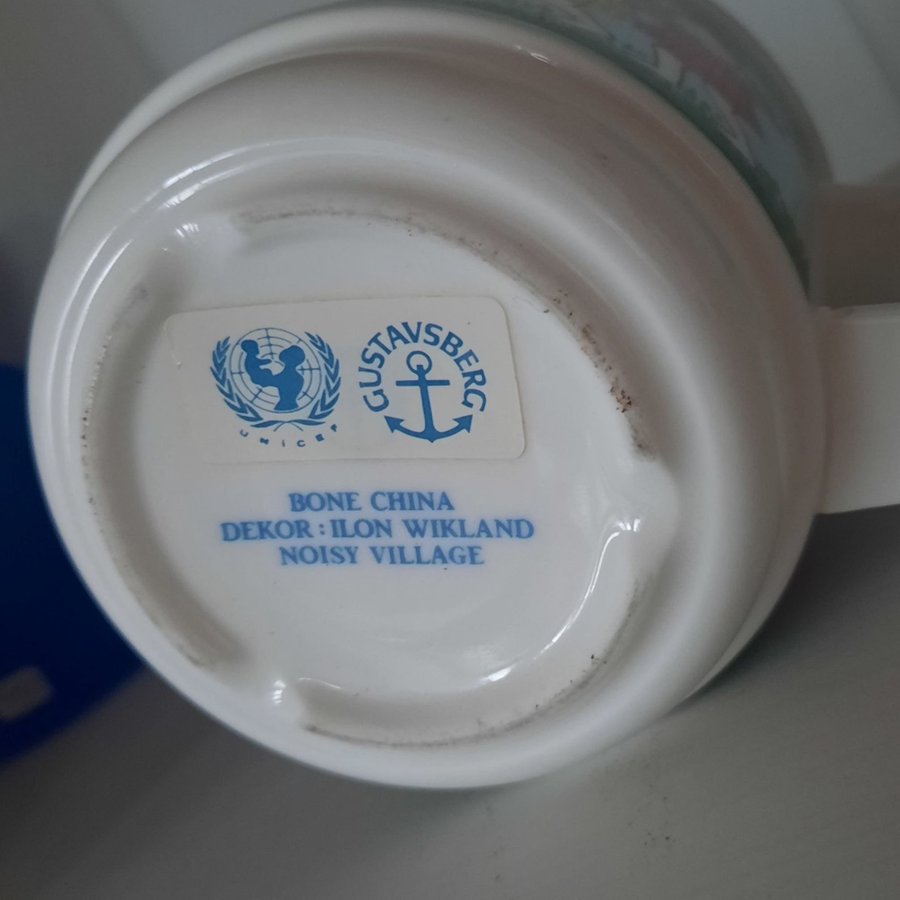 UNICEF
GUSTAVSBERG
BONE CHINA
DEKOR : ILON WIKLAND
NOISY VILLAGE